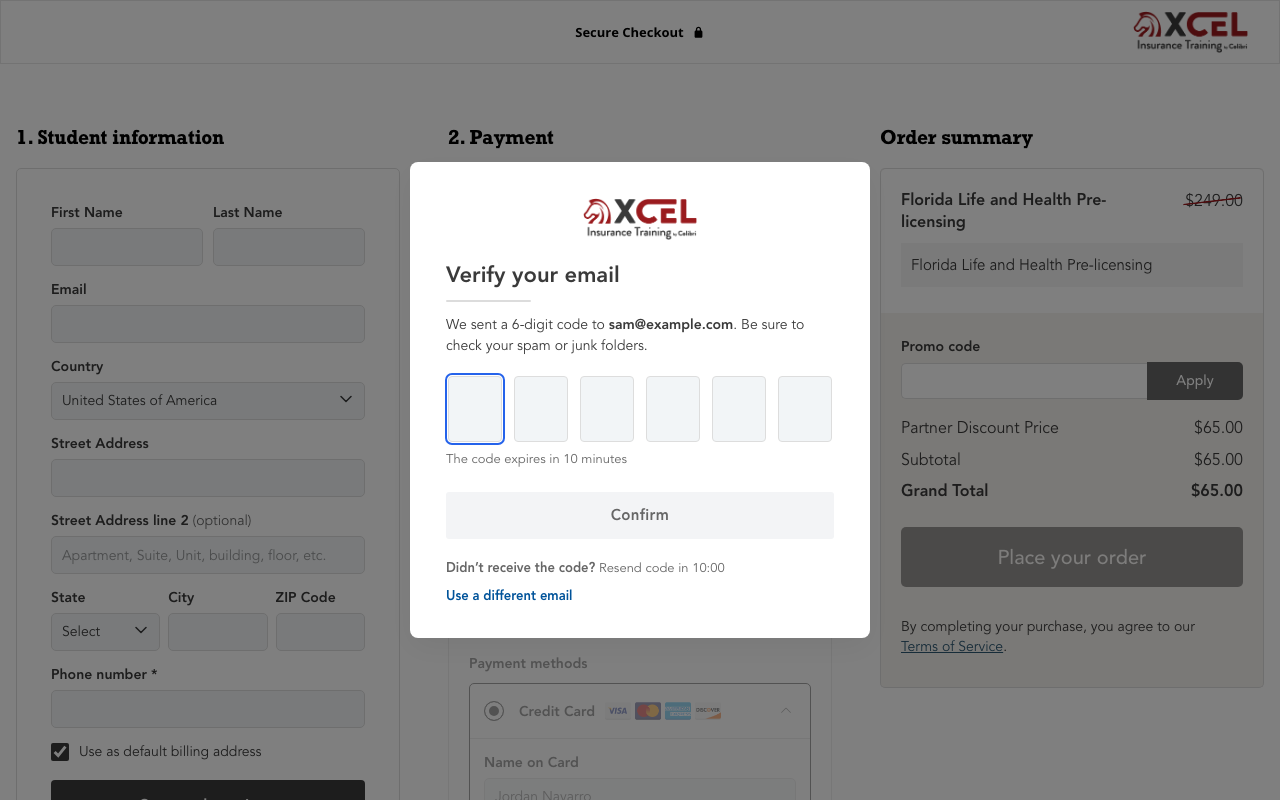 Secure Checkout
XCEL
Insurance Training by Calibri
1. Student information
First Name
Last Name
Email
Country
United States of America
Street Address
Street Address line 2 (optional)
Apartment, Suite, Unit, building, floor, etc.
State
City
ZIP Code
Select
Phone number *
Use as default billing address
2. Payment
XCEL
Insurance Training by Calibri
Verify your email
We sent a 6-digit code to sam@example.com. Be sure to
check your spam or junk folders.
The code expires in 10 minutes
Confirm
Didn’t receive the code? Resend code in 10:00
Use a different email
Payment methods
Credit Card
VISA
DISCOVER
Name on Card
Jordan Navarro
Order summary
Florida Life and Health Pre-
licensing
$249.00
Florida Life and Health Pre-licensing
Promo code
Apply
Partner Discount Price $65.00
Subtotal $65.00
Grand Total $65.00
Place your order
By completing your purchase, you agree to our
Terms of Service.